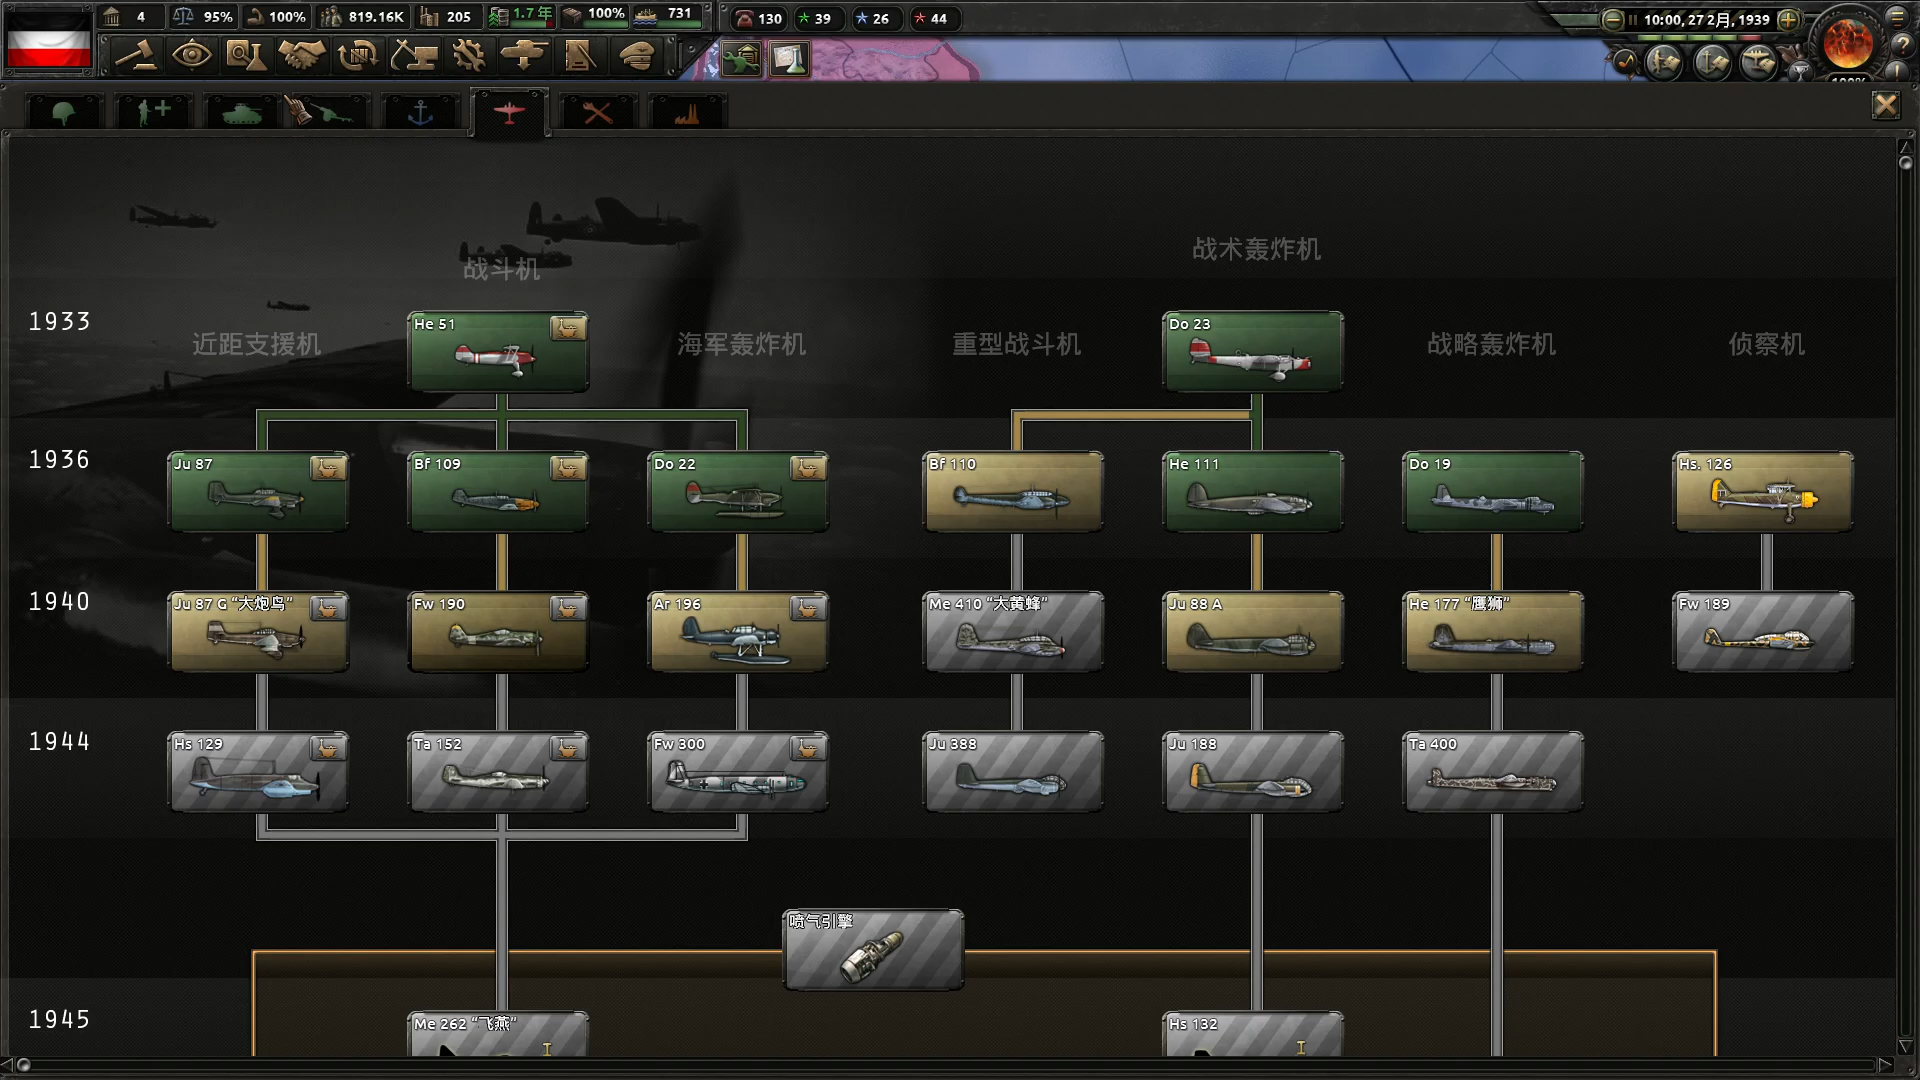 4 95% 100% 819.16K 205 1.7 年 100% 731 130 39 26 44 10:00, 27 2月, 1939
100%
战斗机 战术轰炸机
1933 近距支援机 He 51 海军轰炸机 重型战斗机 Do 23 战略轰炸机 侦察机
1936 Ju 87 Bf 109 Do 22 Bf 110 He 111 Do 19 Hs. 126
1940 Ju 87 G “大炮鸟” Fw 190 Ar 196 Me 410 “大黄蜂” Ju 88 A He 177 “鹰狮” Fw 189
1944 Hs 129 Ta 152 Fw 300 Ju 388 Ju 188 Ta 400
喷气引擎
1945 Me 262 “飞燕” Hs 132